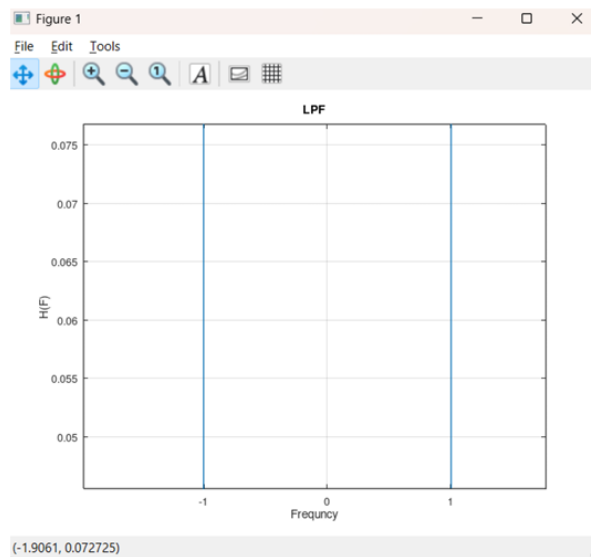 Figure 1
File Edit Tools
1 A
LPF
0.075
0.07
0.065
0.06
0.055
0.05
H(F)
-1 0 1
Frequncy
(-1.9061, 0.072725)